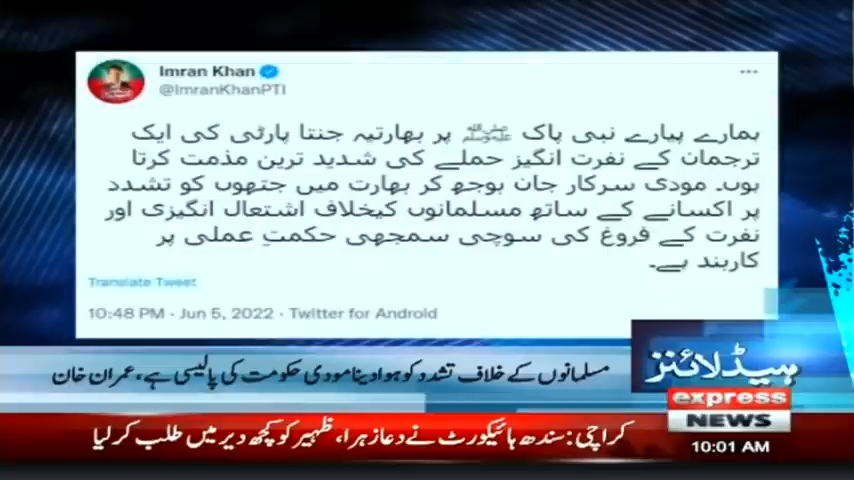 Imran Khan
@ImranKhanPTI
ہمارے پیارے نبی پاک ﷺ پر بھارتیہ جنتا پارٹی کی ایک
ترجمان کے نفرت انگیز حملے کی شدید ترین مذمت کرتا
ہوں۔ مودی سرکار جان بوجھ کر بھارت میں جتھوں کو تشدد
پر اکسانے کے ساتھ مسلمانوں کیخلاف اشتعال انگیزی اور
نفرت کے فروغ کی سوچی سمجھی حکمتِ عملی پر
کاربند ہے۔
Translate Tweet
10:48 PM · Jun 5, 2022 · Twitter for Android
مسلمانوں کے خلاف تشدد کو ہوا دینا مودی حکومت کی پالیسی ہے، عمران خان
ہیڈلائنز
express
NEWS
کراچی: سندھ ہائیکورٹ نے دعا زہرا، ظہیر کو کچھ دیر میں طلب کر لیا
10:01 AM